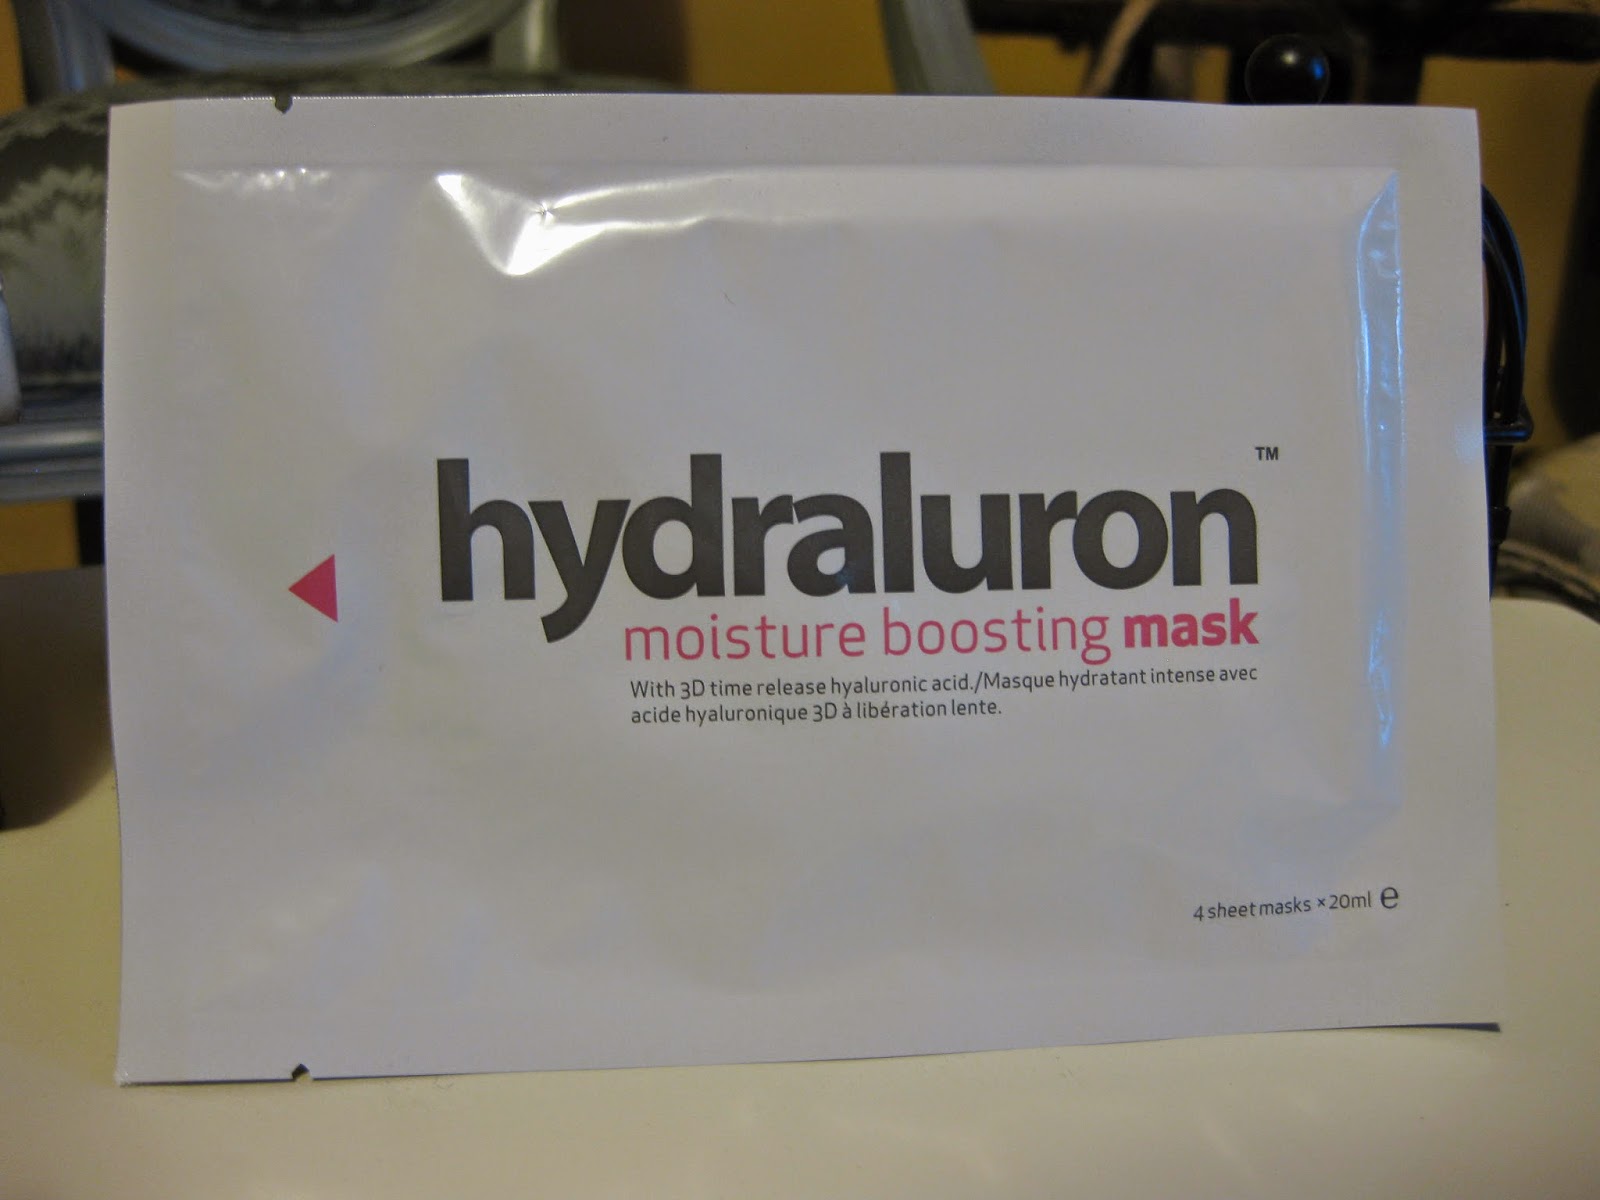 hydraluron™
moisture boosting mask
With 3D time release hyaluronic acid./Masque hydratant intense avec
acide hyaluronique 3D à libération lente.
4 sheet masks × 20ml ℮